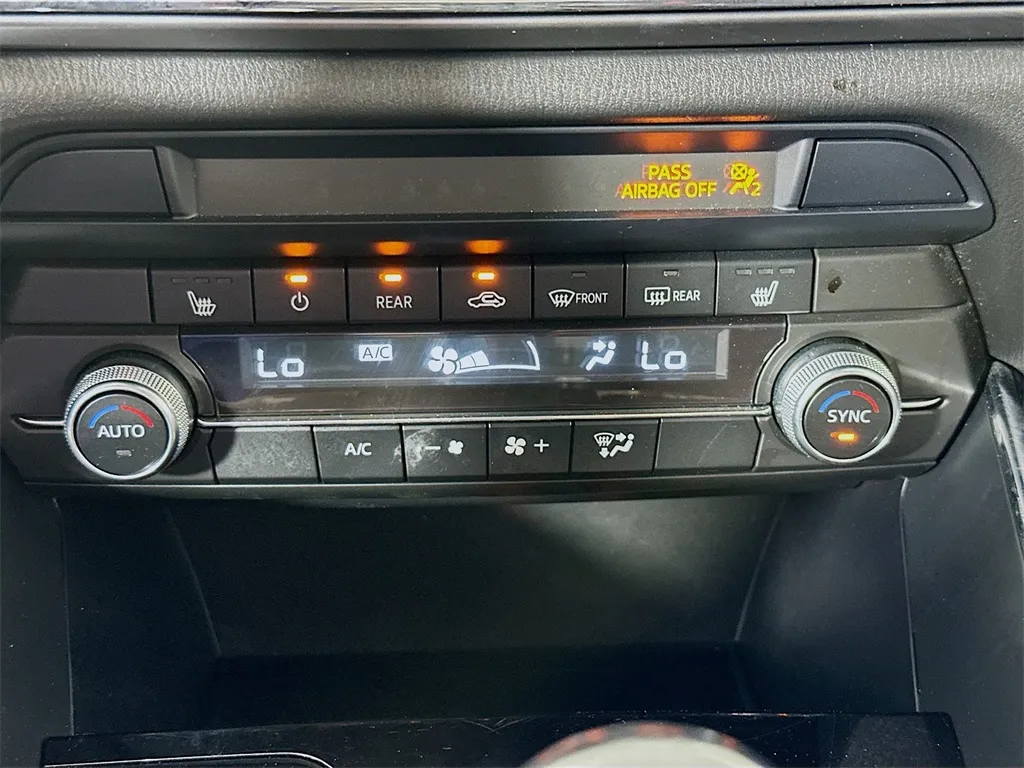 PASS
AIRBAG OFF 2
REAR
FRONT
REAR
Lo
A/C
Lo
AUTO
SYNC
A/C